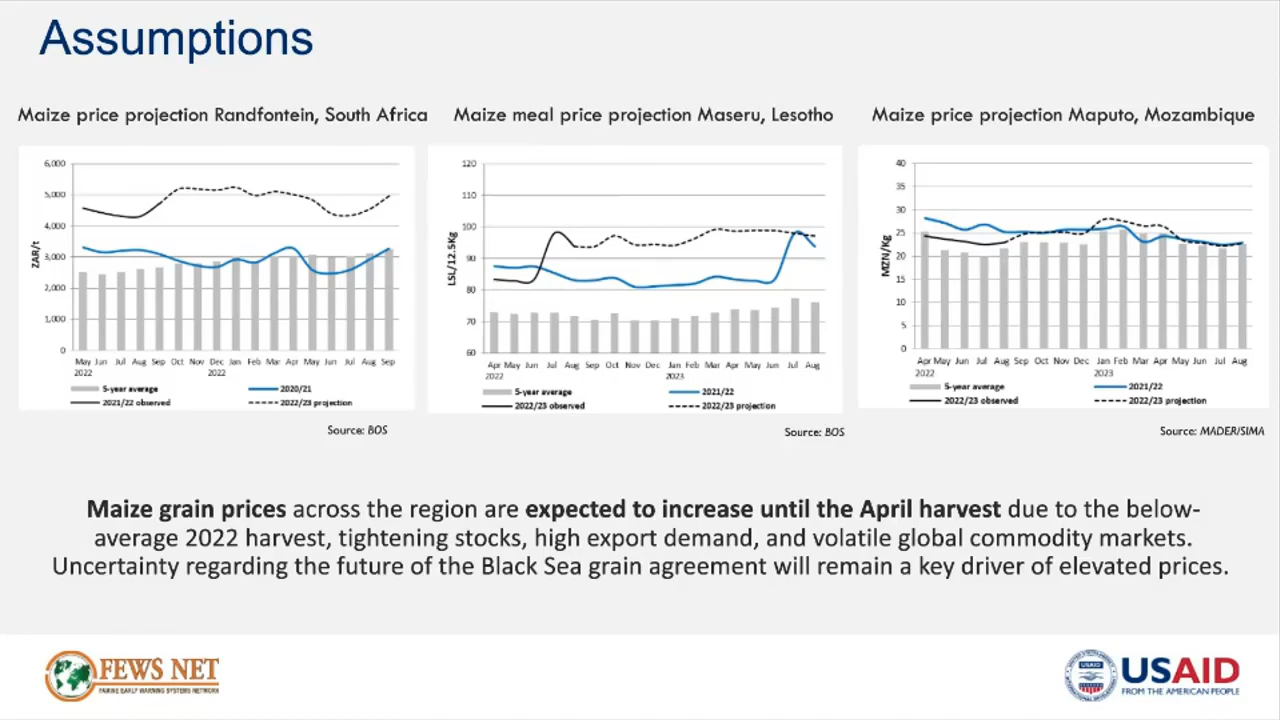 Assumptions
Maize price projection Randfontein, South Africa
Maize meal price projection Maseru, Lesotho
Maize price projection Maputo, Mozambique
6,000
5,000
4,000
3,000
2,000
1,000
0
ZAR/t
May Jun Jul Aug Sep Oct Nov Dec Jan Feb Mar Apr May Jun Jul Aug Sep
2022 2022
5-year average 2020/21
2021/22 observed 2022/23 projection
Source: BOS
120
110
100
90
80
70
60
LSL/12.5Kg
Apr May Jun Jul Aug Sep Oct Nov Dec Jan Feb Mar Apr May Jun Jul Aug
2022 2023
5-year average 2021/22
2022/23 observed 2022/23 projection
Source: BOS
40
35
30
25
20
15
10
5
0
MZN/Kg
Apr May Jun Jul Aug Sep Oct Nov Dec Jan Feb Mar Apr May Jun Jul Aug
2022 2023
5-year average 2021/22
2022/23 observed 2022/23 projection
Source: MADER/SIMA
Maize grain prices across the region are expected to increase until the April harvest due to the below-
average 2022 harvest, tightening stocks, high export demand, and volatile global commodity markets.
Uncertainty regarding the future of the Black Sea grain agreement will remain a key driver of elevated prices.
FEWS NET
FAMINE EARLY WARNING SYSTEMS NETWORK
USAID
USAID
FROM THE AMERICAN PEOPLE